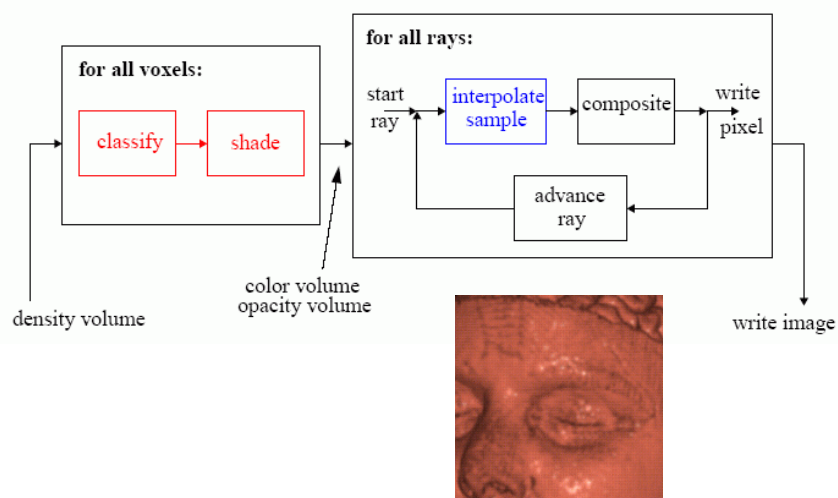 for all voxels:
classify
shade
for all rays:
start
ray
interpolate
sample
composite
write
pixel
advance
ray
color volume
opacity volume
density volume
write image